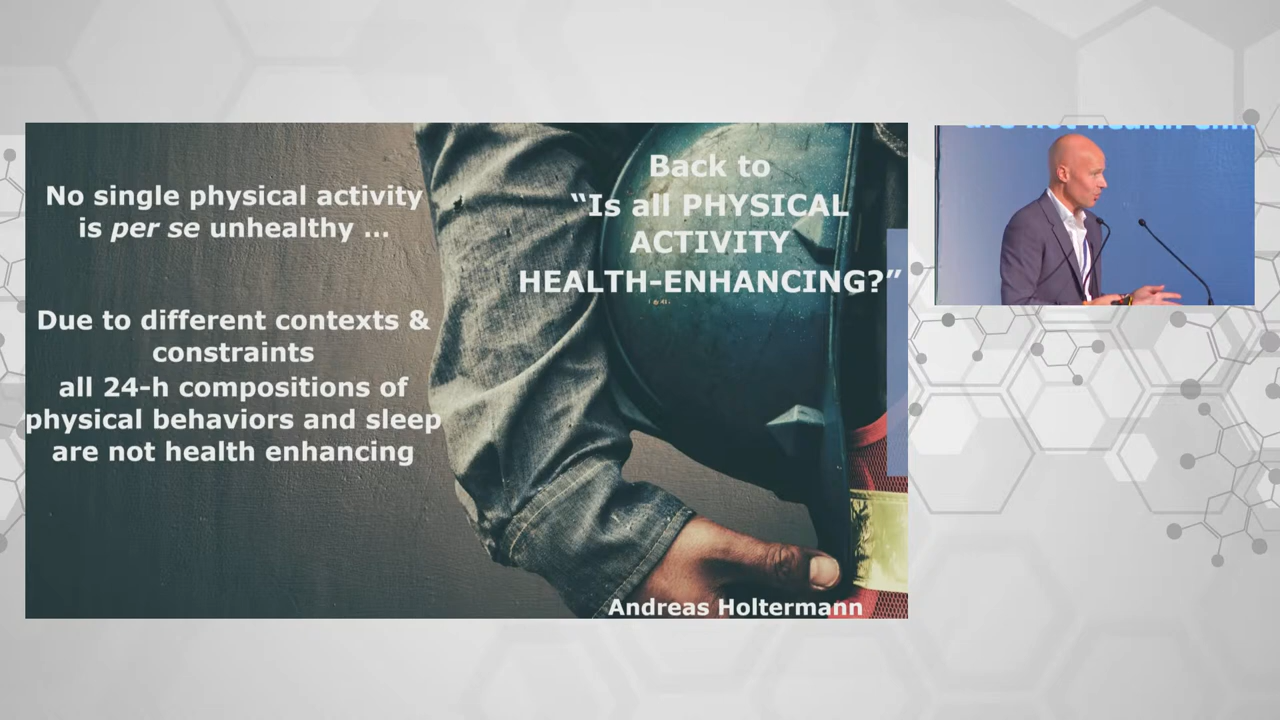 No single physical activity
is per se unhealthy ...
Due to different contexts &
constraints
all 24-h compositions of
physical behaviors and sleep
are not health enhancing
Back to
“Is all PHYSICAL
ACTIVITY
HEALTH-ENHANCING?”
Andreas Holtermann